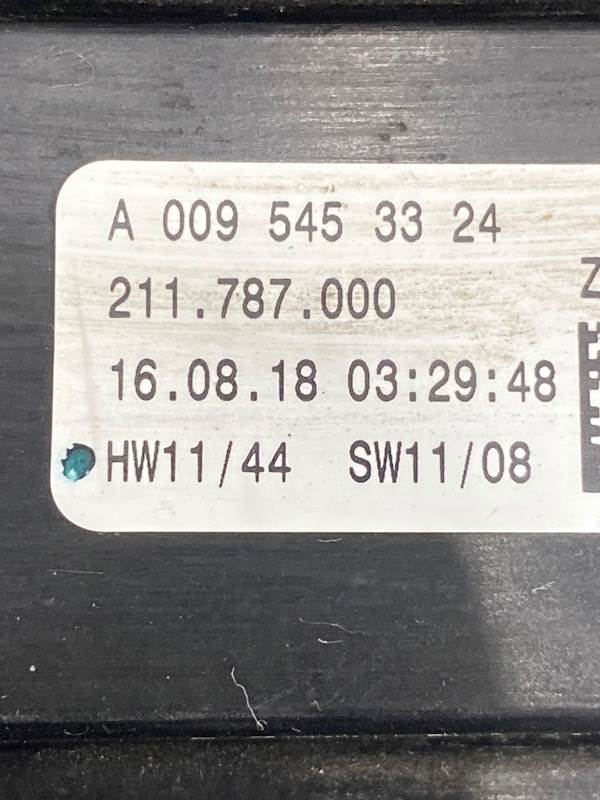 A 009 545 33 24
211.787.000
16.08.18 03:29:48
HW11/44 SW11/08
Z